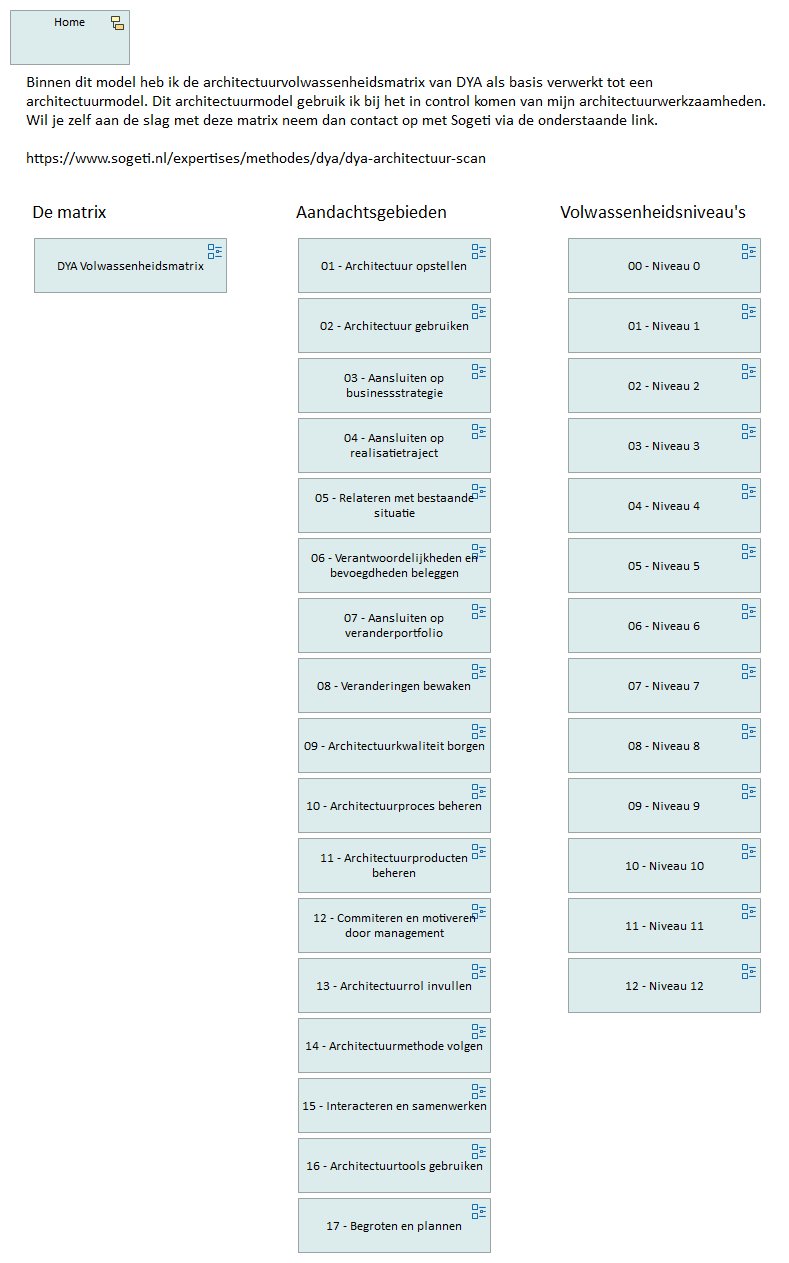 Home
Binnen dit model heb ik de architectuurvolwassenheidsmatrix van DYA als basis verwerkt tot een
architectuurmodel. Dit architectuurmodel gebruik ik bij het in control komen van mijn architectuurwerkzaamheden.
Wil je zelf aan de slag met deze matrix neem dan contact op met Sogeti via de onderstaande link.
https://www.sogeti.nl/expertises/methodes/dya/dya-architectuur-scan
De matrix
DYA Volwassenheidsmatrix
Aandachtsgebieden
01 - Architectuur opstellen
02 - Architectuur gebruiken
03 - Aansluiten op
businessstrategie
04 - Aansluiten op
realisatietraject
05 - Relateren met bestaande
situatie
06 - Verantwoordelijkheden en
bevoegdheden beleggen
07 - Aansluiten op
veranderportfolio
08 - Veranderingen bewaken
09 - Architectuurkwaliteit borgen
10 - Architectuurproces beheren
11 - Architectuurproducten
beheren
12 - Commiteren en motiveren
door management
13 - Architectuurrol invullen
14 - Architectuurmethode volgen
15 - Interacteren en samenwerken
16 - Architectuurtools gebruiken
17 - Begroten en plannen
Volwassenheidsniveau's
00 - Niveau 0
01 - Niveau 1
02 - Niveau 2
03 - Niveau 3
04 - Niveau 4
05 - Niveau 5
06 - Niveau 6
07 - Niveau 7
08 - Niveau 8
09 - Niveau 9
10 - Niveau 10
11 - Niveau 11
12 - Niveau 12